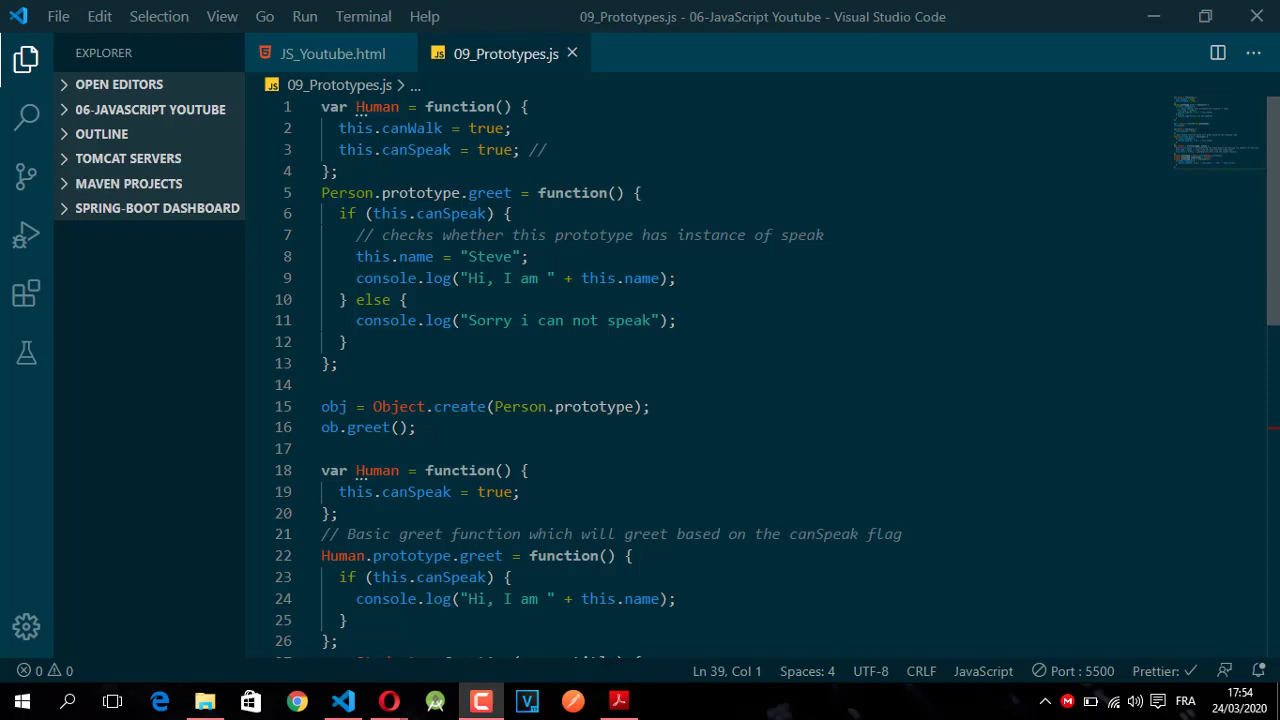 File Edit Selection View Go Run Terminal Help 09_Prototypes.js - 06-JavaScript Youtube - Visual Studio Code
EXPLORER
OPEN EDITORS
06-JAVASCRIPT YOUTUBE
OUTLINE
TOMCAT SERVERS
MAVEN PROJECTS
SPRING-BOOT DASHBOARD
JS_Youtube.html JS 09_Prototypes.js
JS 09_Prototypes.js > ...
1 var Human = function() {
2 this.canWalk = true;
3 this.canSpeak = true; //
4 };
5 Person.prototype.greet = function() {
6 if (this.canSpeak) {
7 // checks whether this prototype has instance of speak
8 this.name = "Steve";
9 console.log("Hi, I am " + this.name);
10 } else {
11 console.log("Sorry i can not speak");
12 }
13 };
14
15 obj = Object.create(Person.prototype);
16 ob.greet();
17
18 var Human = function() {
19 this.canSpeak = true;
20 };
21 // Basic greet function which will greet based on the canSpeak flag
22 Human.prototype.greet = function() {
23 if (this.canSpeak) {
24 console.log("Hi, I am " + this.name);
25 }
26 };
0 0 Ln 39, Col 1 Spaces: 4 UTF-8 CRLF JavaScript Port : 5500 Prettier: ✓
FRA 17:54
24/03/2020